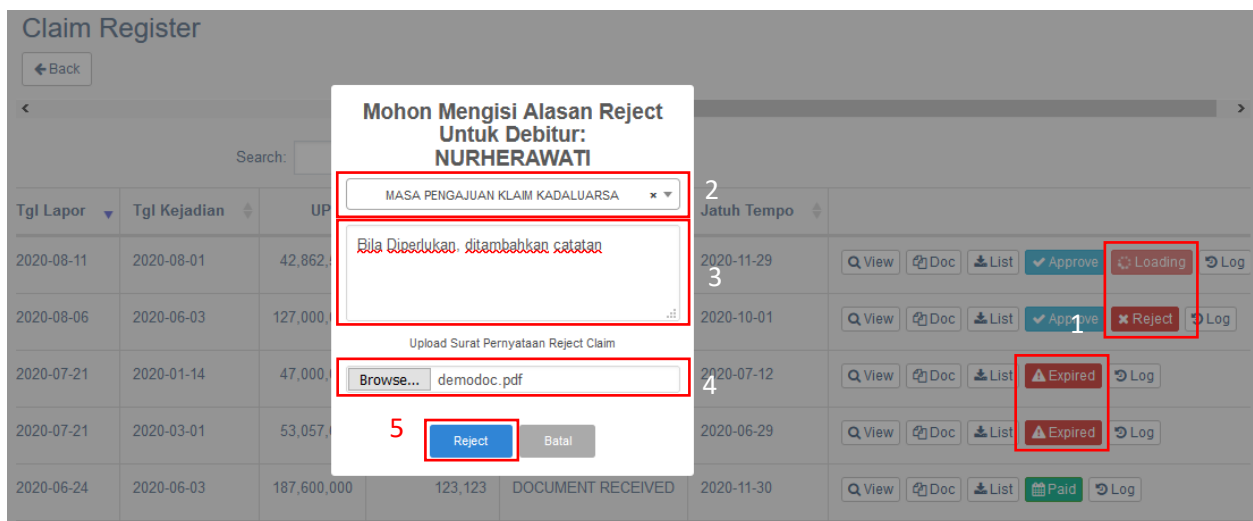 Claim Register
Back
Mohon Mengisi Alasan Reject
Untuk Debitur:
NURHERAWATI
Search:
MASA PENGAJUAN KLAIM KADALUARSA × 2
Tgl Lapor Tgl Kejadian UP Jatuh Tempo
Bila Diperlukan, ditambahkan catatan
2020-08-11 2020-08-01 42,862, 2020-11-29 View Doc List Approve Loading Log
3
2020-08-06 2020-06-03 127,000, 2020-10-01 View Doc List Approve Reject Log
1
Upload Surat Pernyataan Reject Claim
2020-07-21 2020-01-14 47,000, Browse... demodoc.pdf 2020-07-12 View Doc List Expired Log
4
2020-07-21 2020-03-01 53,057, 5 Reject Batal 2020-06-29 View Doc List Expired Log
2020-06-24 2020-06-03 187,600,000 123,123 DOCUMENT RECEIVED 2020-11-30 View Doc List Paid Log